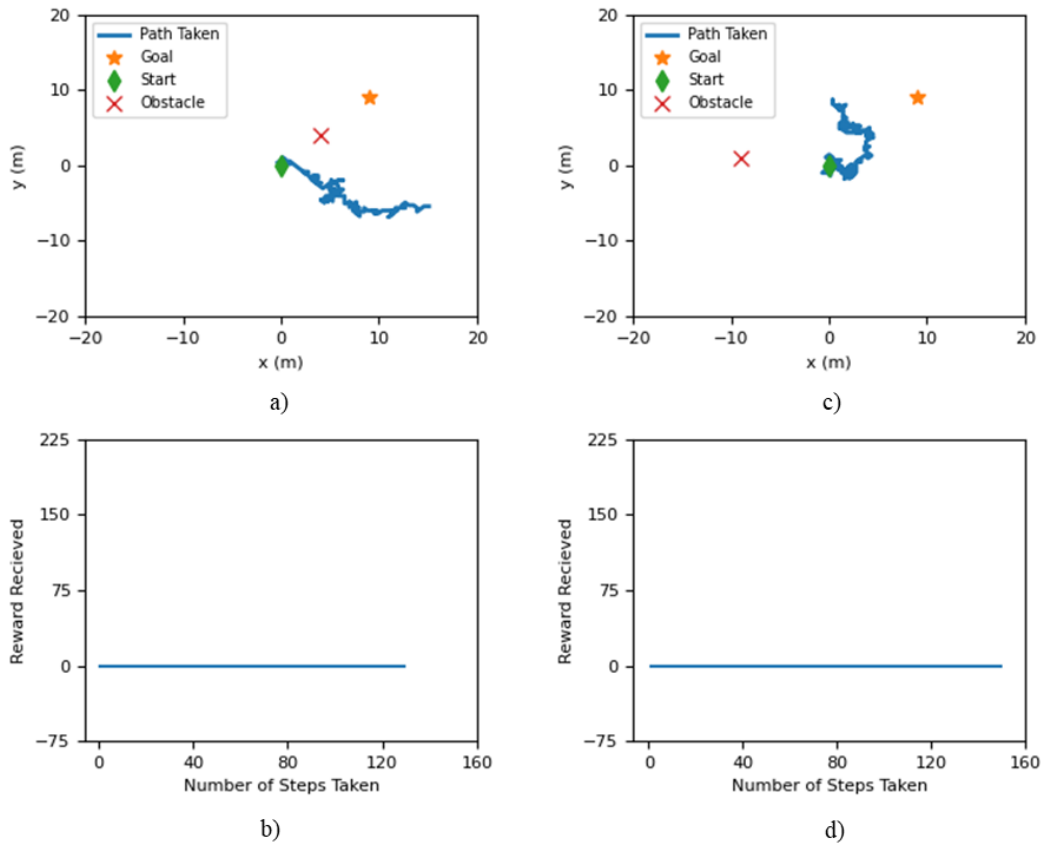 20
10
0
−10
−20
y (m)
Path Taken
Goal
Start
Obstacle
−20
−10
0
10
20
x (m)
a)
20
10
0
−10
−20
y (m)
Path Taken
Goal
Start
Obstacle
−20
−10
0
10
20
x (m)
c)
225
150
75
0
−75
Reward Recieved
0
40
80
120
160
Number of Steps Taken
b)
225
150
75
0
−75
Reward Recieved
0
40
80
120
160
Number of Steps Taken
d)